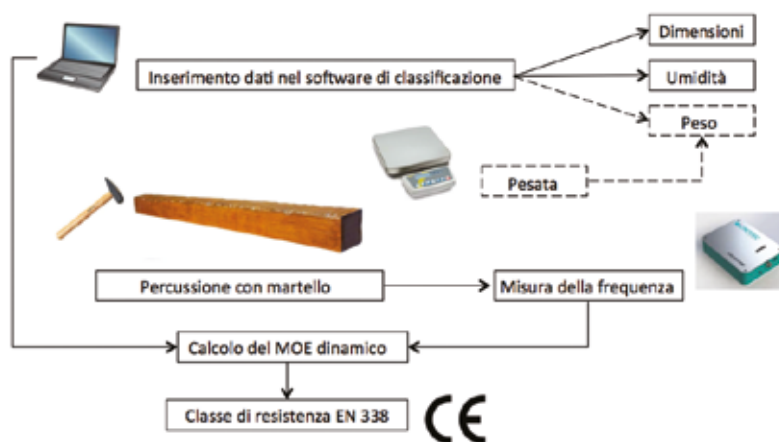 Dimensioni
Inserimento dati nel software di classificazione
Umidità
Peso
Pesata
Percussione con martello
Misura della frequenza
Calcolo del MOE dinamico
Classe di resistenza EN 338
CE